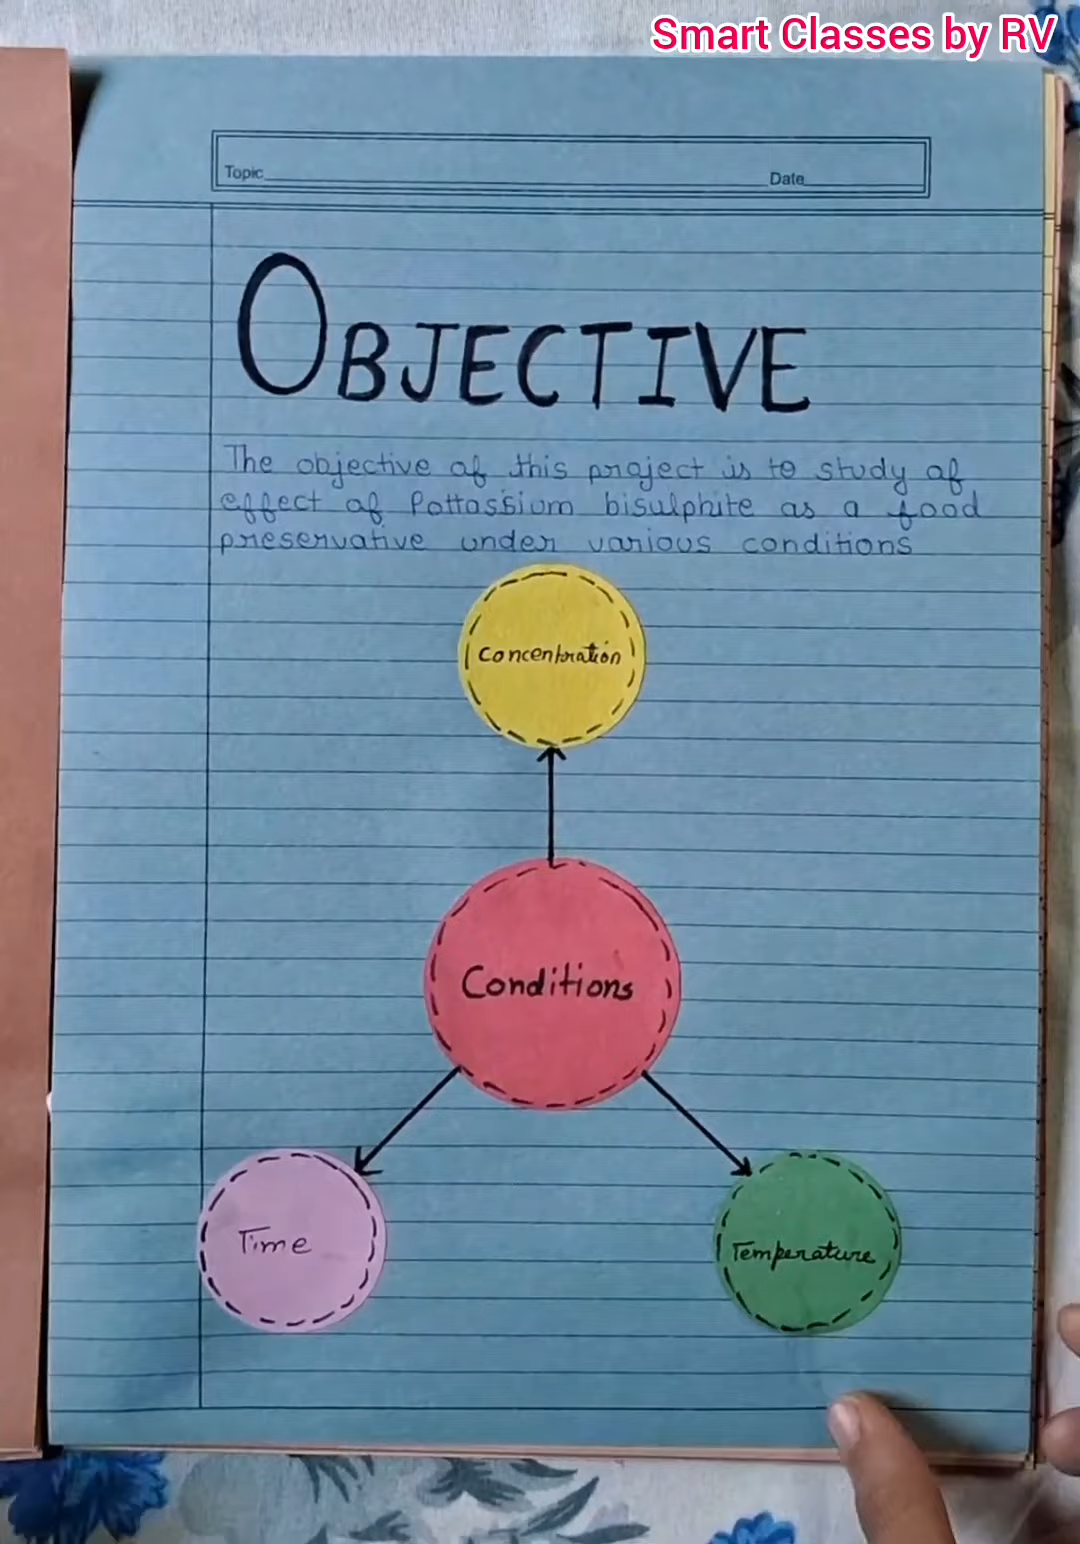 Smart Classes by RV
Topic Date
OBJECTIVE
The objective of this project is to study of
effect of Pottassium bisulphite as a food
preservative under various conditions
Concentration
Conditions
Time
Temperature